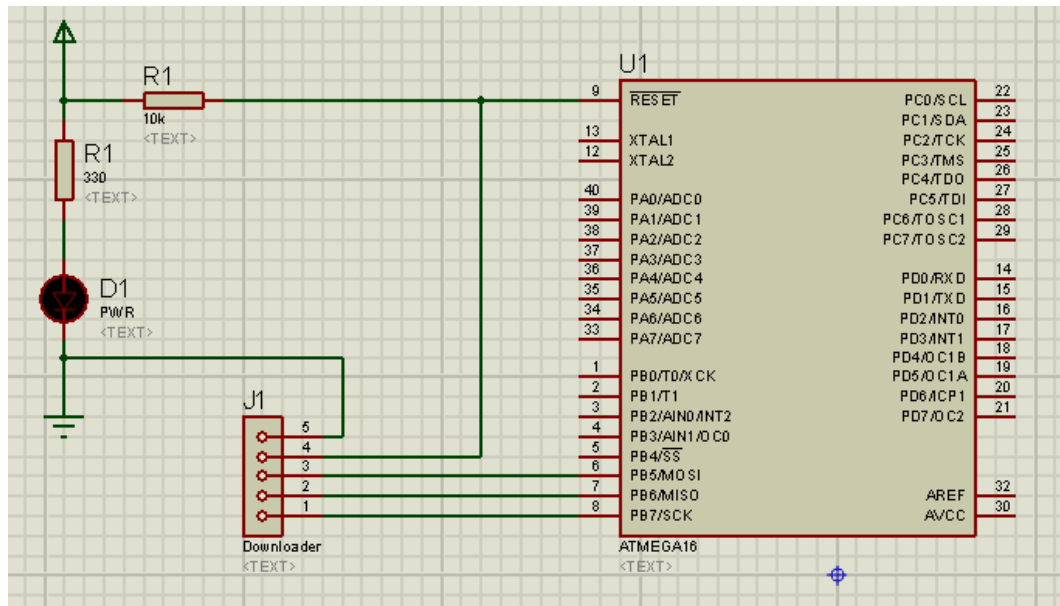 R1
10k
<TEXT>
R1
330
<TEXT>
D1
PWR
<TEXT>
J1
5
4
3
2
1
Downloader
<TEXT>
U1
9 RESET
13 XTAL1
12 XTAL2
40 PA0/ADC0
39 PA1/ADC1
38 PA2/ADC2
37 PA3/ADC3
36 PA4/ADC4
35 PA5/ADC5
34 PA6/ADC6
33 PA7/ADC7
1 PB0/T0/XCK
2 PB1/T1
3 PB2/AIN0/INT2
4 PB3/AIN1/OC0
5 PB4/SS
6 PB5/MOSI
7 PB6/MISO
8 PB7/SCK
PC0/SCL 22
PC1/SDA 23
PC2/TCK 24
PC3/TMS 25
PC4/TDO 26
PC5/TDI 27
PC6/TOSC1 28
PC7/TOSC2 29
PD0/RXD 14
PD1/TXD 15
PD2/INT0 16
PD3/INT1 17
PD4/OC1B 18
PD5/OC1A 19
PD6/ICP1 20
PD7/OC2 21
AREF 32
AVCC 30
ATMEGA16
<TEXT>